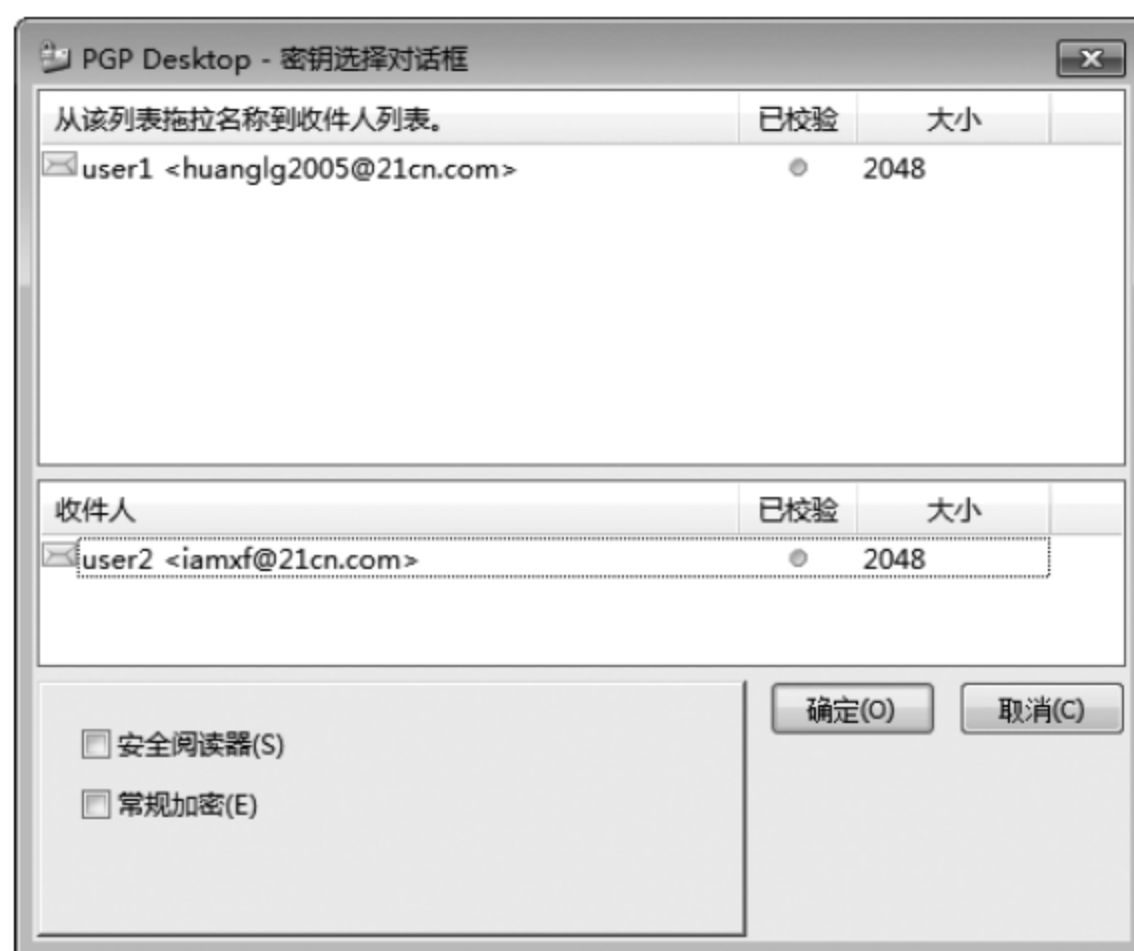 PGP Desktop - 密钥选择对话框
从该列表拖拉名称到收件人列表。 已校验 大小
user1 <huanglg2005@21cn.com> 2048
收件人 已校验 大小
user2 <iamxf@21cn.com> 2048
确定(O) 取消(C)
安全阅读器(S)
常规加密(E)